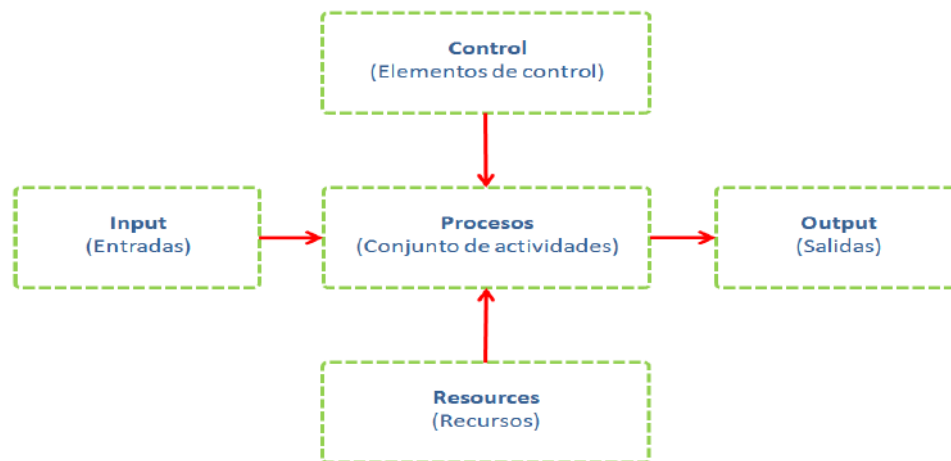 Control
(Elementos de control)
Input
(Entradas)
Procesos
(Conjunto de actividades)
Output
(Salidas)
Resources
(Recursos)